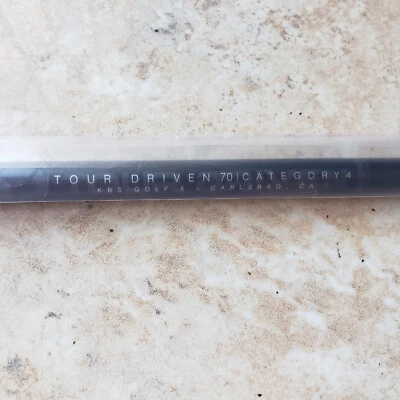 TOUR DRIVEN 70|CATEGORY 4
KBS GOLF X - CARLSBAD, CA